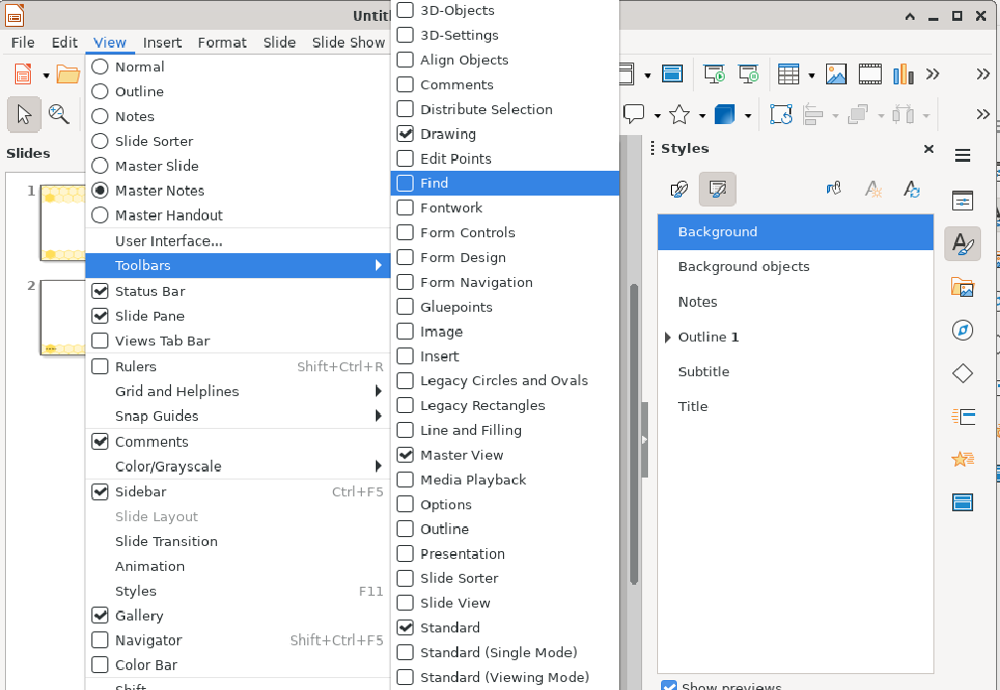 Untitl
File Edit View Insert Format Slide Slide Show
Slides
1
2
Normal
Outline
Notes
Slide Sorter
Master Slide
Master Notes
Master Handout
User Interface...
Toolbars
Status Bar
Slide Pane
Views Tab Bar
Rulers Shift+Ctrl+R
Grid and Helplines
Snap Guides
Comments
Color/Grayscale
Sidebar Ctrl+F5
Slide Layout
Slide Transition
Animation
Styles F11
Gallery
Navigator Shift+Ctrl+F5
Color Bar
Shift
3D-Objects
3D-Settings
Align Objects
Comments
Distribute Selection
Drawing
Edit Points
Find
Fontwork
Form Controls
Form Design
Form Navigation
Gluepoints
Image
Insert
Legacy Circles and Ovals
Legacy Rectangles
Line and Filling
Master View
Media Playback
Options
Outline
Presentation
Slide Sorter
Slide View
Standard
Standard (Single Mode)
Standard (Viewing Mode)
Styles
Background
Background objects
Notes
Outline 1
Subtitle
Title
Show previews